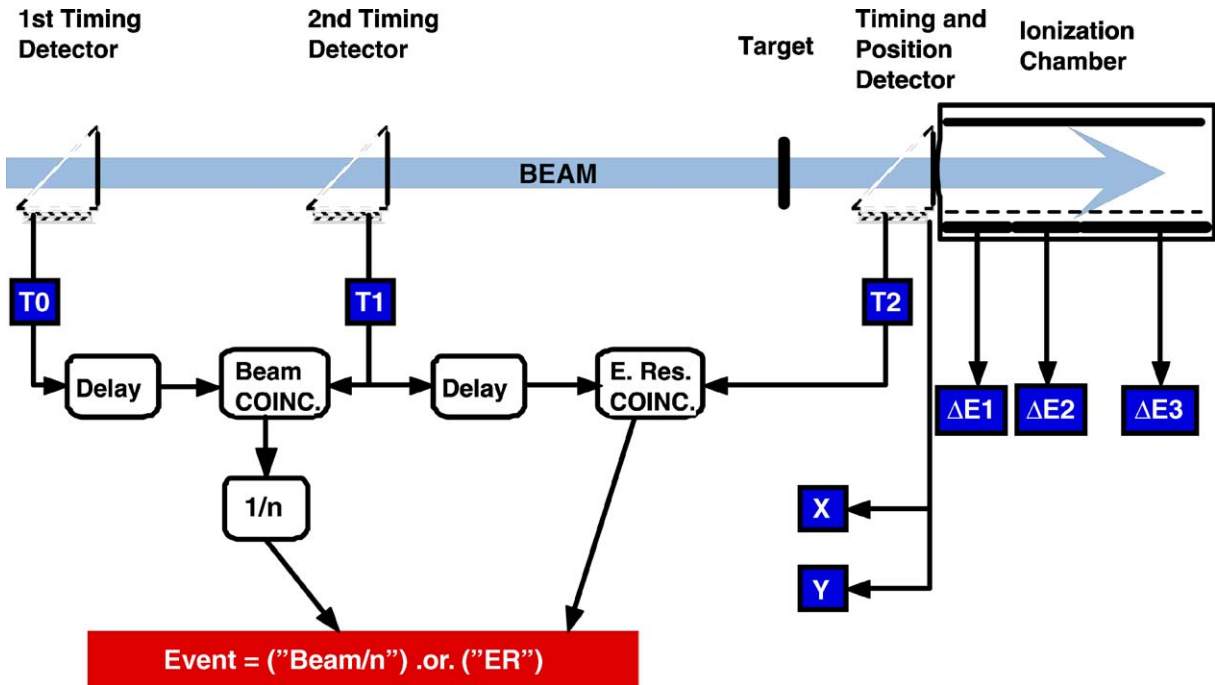 1st Timing
Detector
2nd Timing
Detector
Target
Timing and
Position
Detector
Ionization
Chamber
BEAM
T0
T1
T2
Delay
Beam
COINC.
Delay
E. Res.
COINC.
ΔE1
ΔE2
ΔE3
1/n
X
Y
Event = (”Beam/n”) .or. (”ER”)